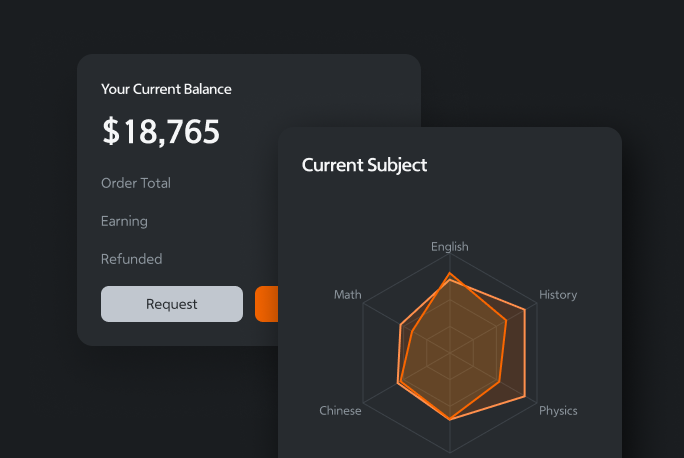 Your Current Balance
$18,765
Order Total
Earning
Refunded
Request
Current Subject
English
Math
History
Chinese
Physics